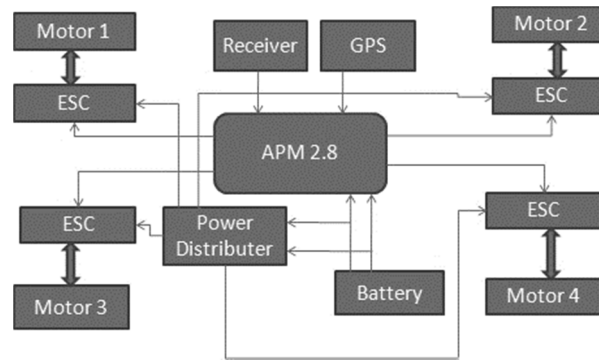 Motor 1
Receiver
GPS
Motor 2
ESC
ESC
APM 2.8
ESC
Power
Distributer
ESC
Motor 3
Battery
Motor 4